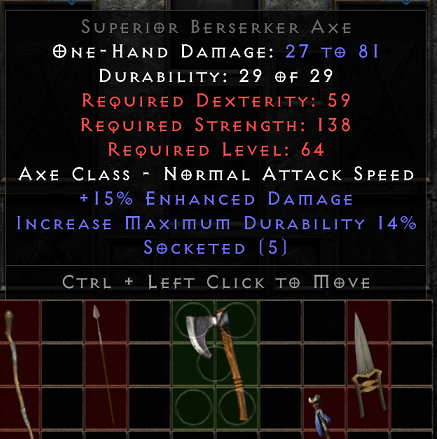 Superior Berserker Axe
One-Hand Damage: 27 to 81
Durability: 29 of 29
Required Dexterity: 59
Required Strength: 138
Required Level: 64
Axe Class - Normal Attack Speed
+15% Enhanced Damage
Increase Maximum Durability 14%
Socketed (5)
Ctrl + Left Click to Move